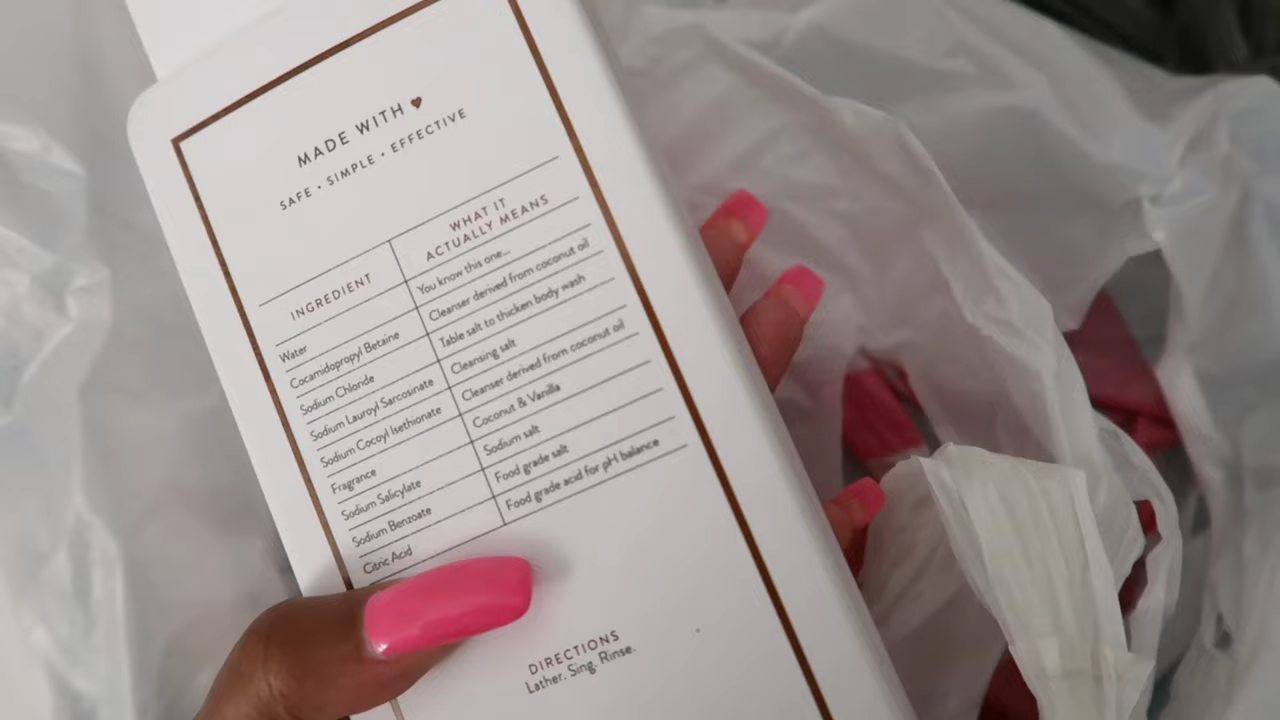 MADE WITH ♥
SAFE • SIMPLE • EFFECTIVE
INGREDIENT WHAT IT
ACTUALLY MEANS
Water You know this one...
Cocamidopropyl Betaine Cleanser derived from coconut oil
Sodium Chloride Table salt to thicken body wash
Sodium Lauroyl Sarcosinate Cleansing salt
Sodium Cocoyl Isethionate Cleanser derived from coconut oil
Fragrance Coconut & Vanilla
Sodium Salicylate Sodium salt
Sodium Benzoate Food grade salt
Citric Acid Food grade acid for pH balance
DIRECTIONS
Lather. Sing. Rinse.